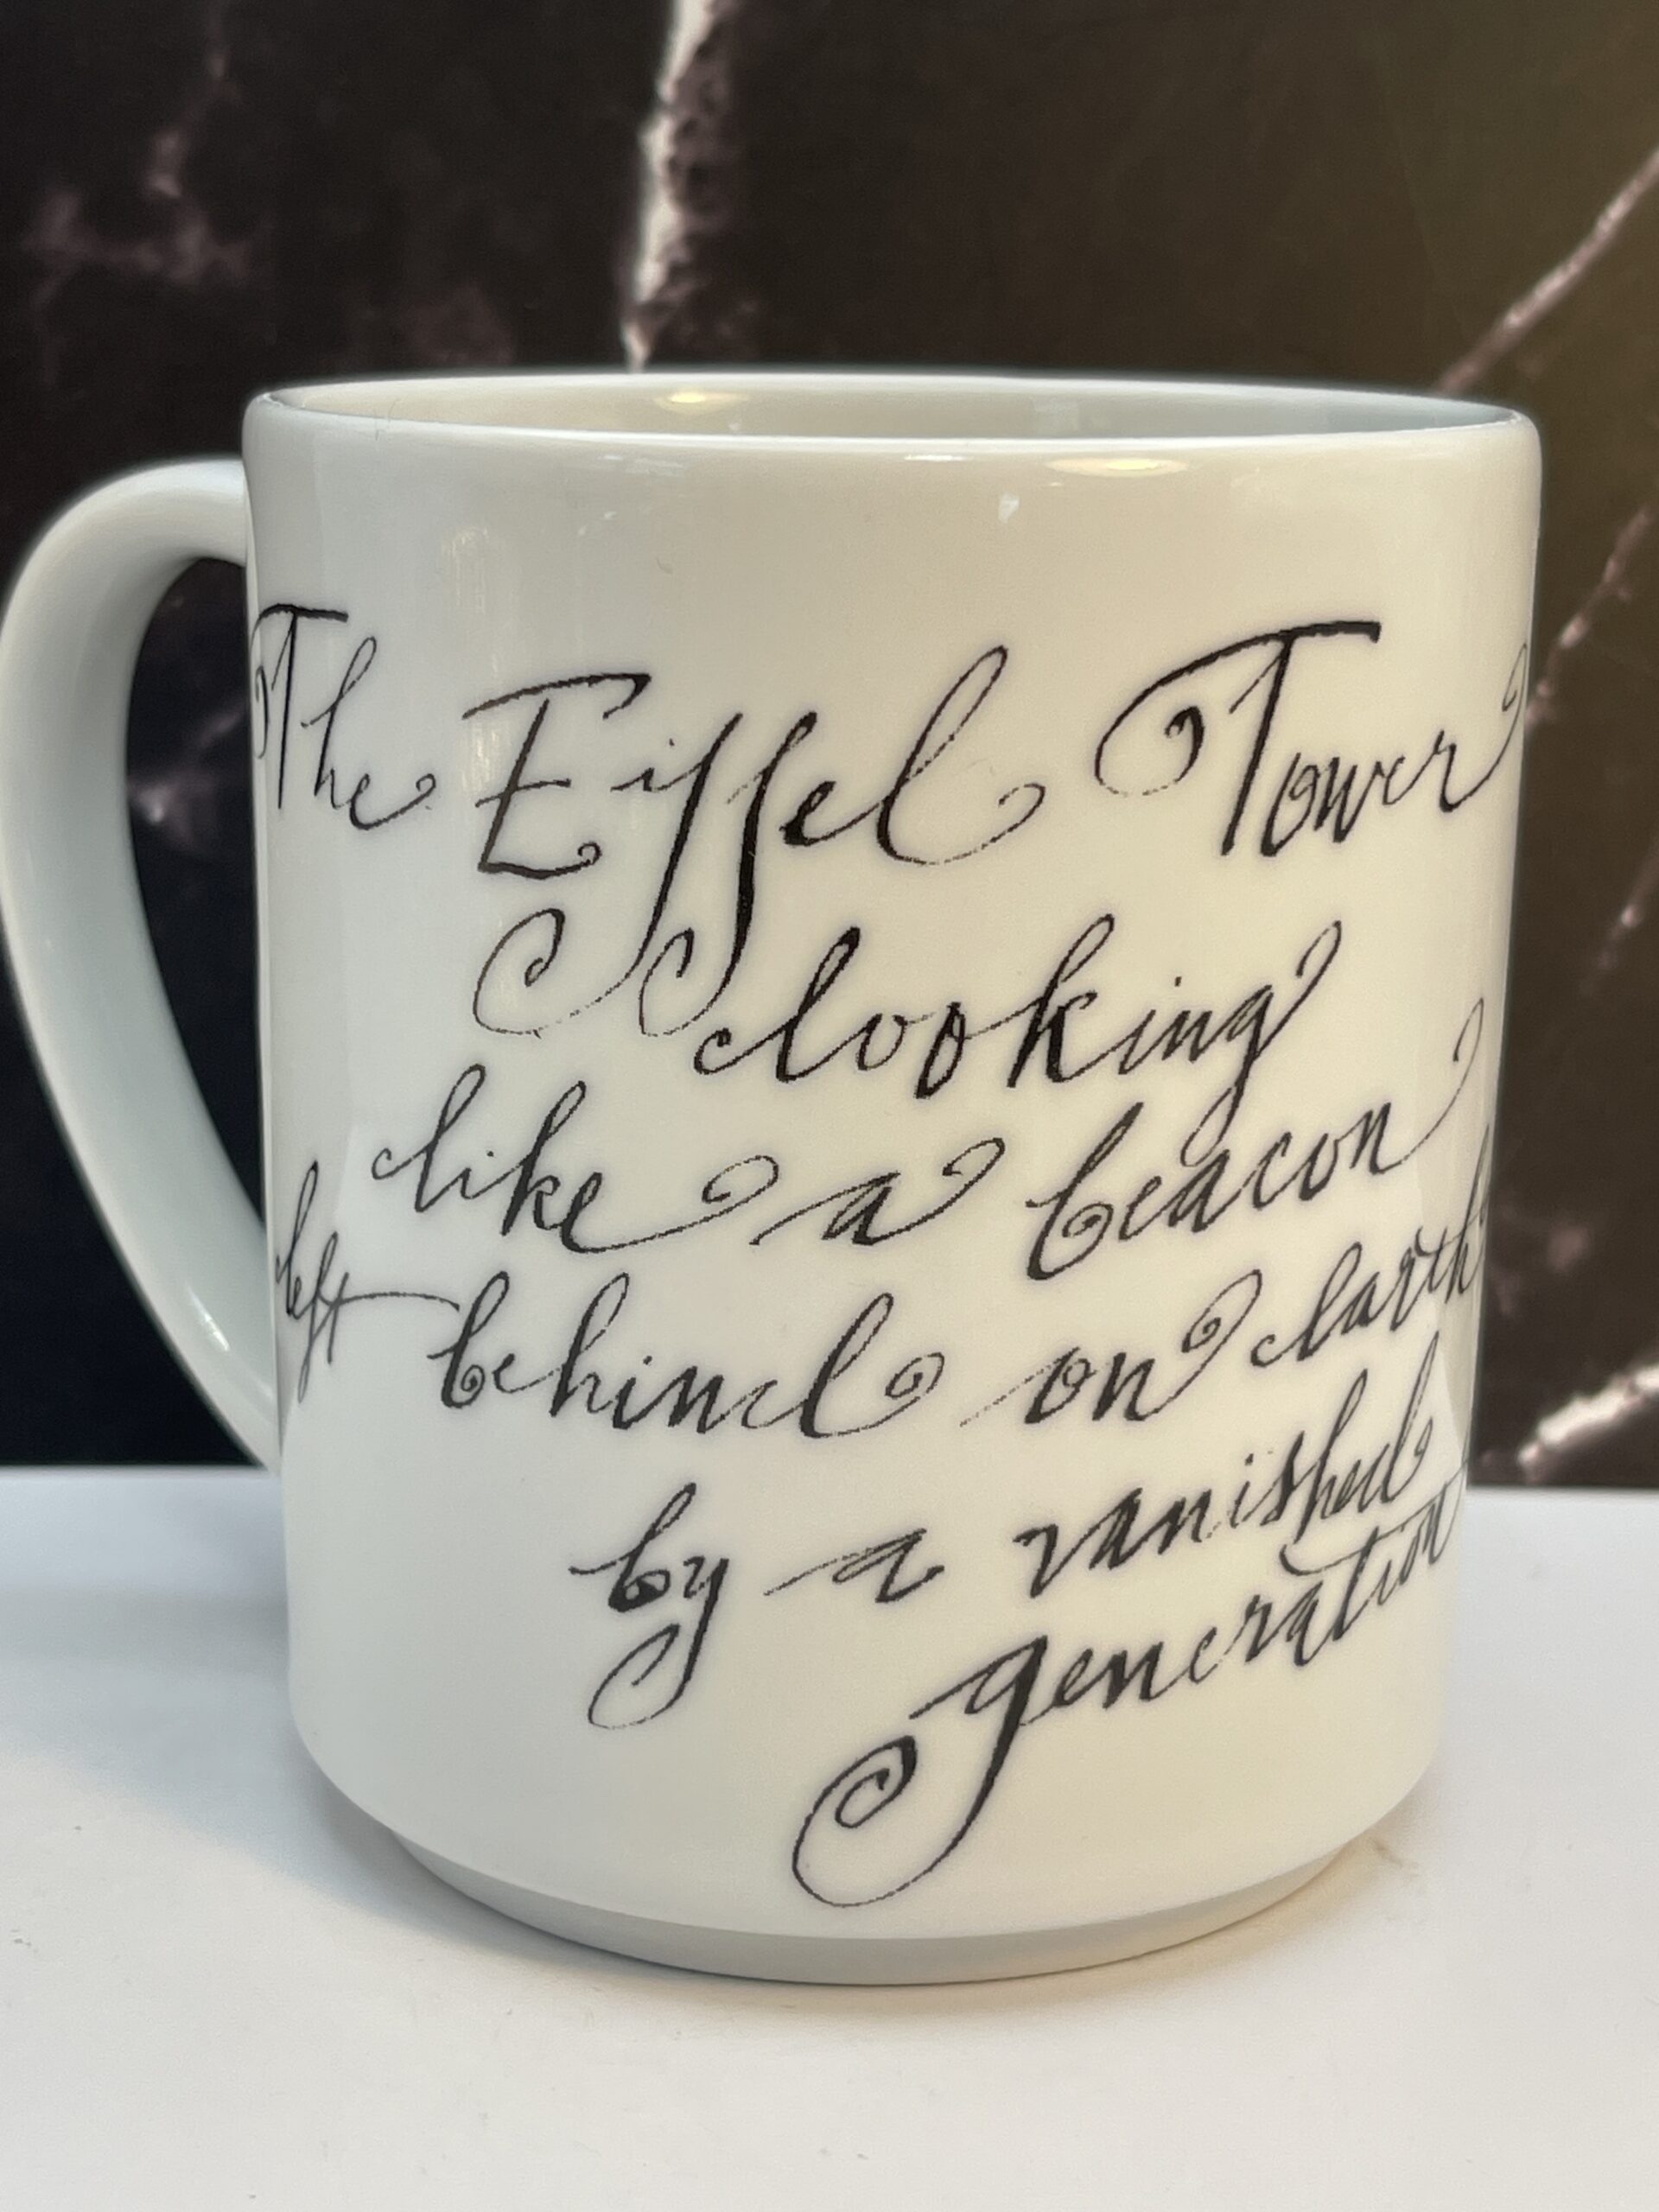 The Eiffel Tower
looking
like a beacon
left behind on earth
by a vanished
generation